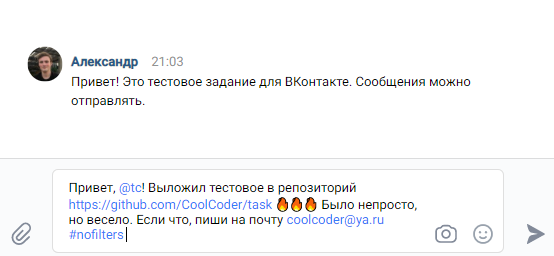 Александр 21:03
Привет! Это тестовое задание для ВКонтакте. Сообщения можно
отправлять.
Привет, @tc! Выложил тестовое в репозиторий
https://github.com/CoolCoder/task 🔥🔥🔥 Было непросто,
но весело. Если что, пиши на почту coolcoder@ya.ru
#nofilters